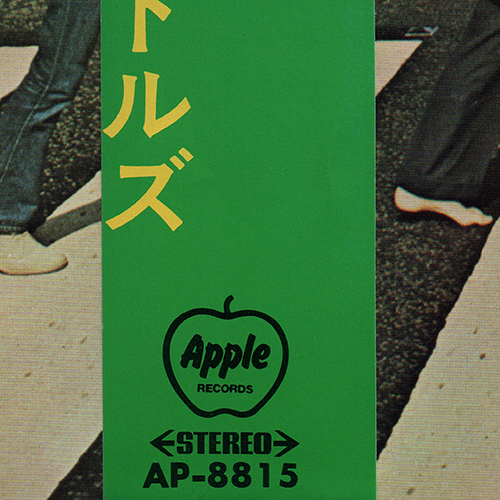 トルズ
Apple
RECORDS
STEREO
AP-8815